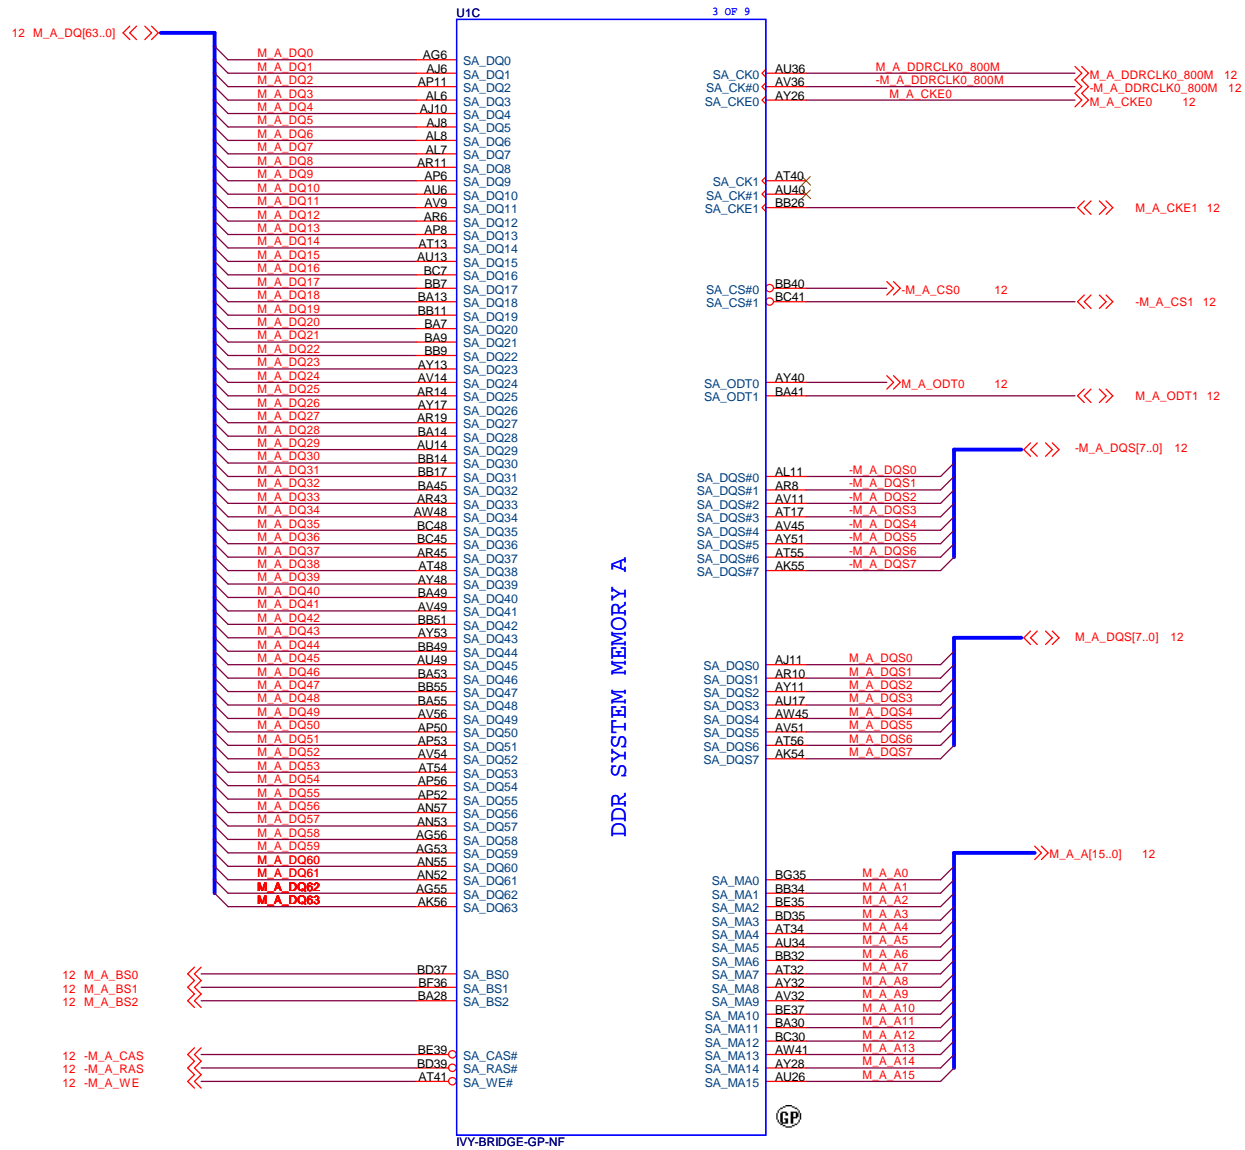 U1C
3 OF 9
12 M_A_DQ[63..0]
M_A_DQ0 AG6 SA_DQ0
M_A_DQ1 AJ6 SA_DQ1
M_A_DQ2 AP11 SA_DQ2
M_A_DQ3 AL6 SA_DQ3
M_A_DQ4 AJ10 SA_DQ4
M_A_DQ5 AJ8 SA_DQ5
M_A_DQ6 AL8 SA_DQ6
M_A_DQ7 AL7 SA_DQ7
M_A_DQ8 AR11 SA_DQ8
M_A_DQ9 AP6 SA_DQ9
M_A_DQ10 AU6 SA_DQ10
M_A_DQ11 AV9 SA_DQ11
M_A_DQ12 AR6 SA_DQ12
M_A_DQ13 AP8 SA_DQ13
M_A_DQ14 AT13 SA_DQ14
M_A_DQ15 AU13 SA_DQ15
M_A_DQ16 BC7 SA_DQ16
M_A_DQ17 BB7 SA_DQ17
M_A_DQ18 BA13 SA_DQ18
M_A_DQ19 BB11 SA_DQ19
M_A_DQ20 BA7 SA_DQ20
M_A_DQ21 BA9 SA_DQ21
M_A_DQ22 BB9 SA_DQ22
M_A_DQ23 AY13 SA_DQ23
M_A_DQ24 AV14 SA_DQ24
M_A_DQ25 AR14 SA_DQ25
M_A_DQ26 AY17 SA_DQ26
M_A_DQ27 AR19 SA_DQ27
M_A_DQ28 BA14 SA_DQ28
M_A_DQ29 AU14 SA_DQ29
M_A_DQ30 BB14 SA_DQ30
M_A_DQ31 BB17 SA_DQ31
M_A_DQ32 BA45 SA_DQ32
M_A_DQ33 AR43 SA_DQ33
M_A_DQ34 AW48 SA_DQ34
M_A_DQ35 BC48 SA_DQ35
M_A_DQ36 BC45 SA_DQ36
M_A_DQ37 AR45 SA_DQ37
M_A_DQ38 AT48 SA_DQ38
M_A_DQ39 AY48 SA_DQ39
M_A_DQ40 BA49 SA_DQ40
M_A_DQ41 AV49 SA_DQ41
M_A_DQ42 BB51 SA_DQ42
M_A_DQ43 AY53 SA_DQ43
M_A_DQ44 BB49 SA_DQ44
M_A_DQ45 AU49 SA_DQ45
M_A_DQ46 BA53 SA_DQ46
M_A_DQ47 BB55 SA_DQ47
M_A_DQ48 BA55 SA_DQ48
M_A_DQ49 AV56 SA_DQ49
M_A_DQ50 AP50 SA_DQ50
M_A_DQ51 AP53 SA_DQ51
M_A_DQ52 AV54 SA_DQ52
M_A_DQ53 AT54 SA_DQ53
M_A_DQ54 AP56 SA_DQ54
M_A_DQ55 AP52 SA_DQ55
M_A_DQ56 AN57 SA_DQ56
M_A_DQ57 AN53 SA_DQ57
M_A_DQ58 AG56 SA_DQ58
M_A_DQ59 AG53 SA_DQ59
M_A_DQ60 AN55 SA_DQ60
M_A_DQ61 AN52 SA_DQ61
M_A_DQ62 AG55 SA_DQ62
M_A_DQ63 AK56 SA_DQ63
12 M_A_BS0 BD37 SA_BS0
12 M_A_BS1 BF36 SA_BS1
12 M_A_BS2 BA28 SA_BS2
12 -M_A_CAS BE39 SA_CAS#
12 -M_A_RAS BD39 SA_RAS#
12 -M_A_WE AT41 SA_WE#
DDR SYSTEM MEMORY A
SA_CK0 AU36 M_A_DDRCLK0_800M M_A_DDRCLK0_800M 12
SA_CK#0 AV36 -M_A_DDRCLK0_800M -M_A_DDRCLK0_800M 12
SA_CKE0 AY26 M_A_CKE0 M_A_CKE0 12
SA_CK1 AT40
SA_CK#1 AU40
SA_CKE1 BB26 M_A_CKE1 12
SA_CS#0 BB40 -M_A_CS0 12
SA_CS#1 BC41 -M_A_CS1 12
SA_ODT0 AY40 M_A_ODT0 12
SA_ODT1 BA41 M_A_ODT1 12
-M_A_DQS[7..0] 12
SA_DQS#0 AL11 -M_A_DQS0
SA_DQS#1 AR8 -M_A_DQS1
SA_DQS#2 AV11 -M_A_DQS2
SA_DQS#3 AT17 -M_A_DQS3
SA_DQS#4 AV45 -M_A_DQS4
SA_DQS#5 AY51 -M_A_DQS5
SA_DQS#6 AT55 -M_A_DQS6
SA_DQS#7 AK55 -M_A_DQS7
M_A_DQS[7..0] 12
SA_DQS0 AJ11 M_A_DQS0
SA_DQS1 AR10 M_A_DQS1
SA_DQS2 AY11 M_A_DQS2
SA_DQS3 AU17 M_A_DQS3
SA_DQS4 AW45 M_A_DQS4
SA_DQS5 AV51 M_A_DQS5
SA_DQS6 AT56 M_A_DQS6
SA_DQS7 AK54 M_A_DQS7
M_A_A[15..0] 12
SA_MA0 BG35 M_A_A0
SA_MA1 BB34 M_A_A1
SA_MA2 BE35 M_A_A2
SA_MA3 BD35 M_A_A3
SA_MA4 AT34 M_A_A4
SA_MA5 AU34 M_A_A5
SA_MA6 BB32 M_A_A6
SA_MA7 AT32 M_A_A7
SA_MA8 AY32 M_A_A8
SA_MA9 AV32 M_A_A9
SA_MA10 BE37 M_A_A10
SA_MA11 BA30 M_A_A11
SA_MA12 BC30 M_A_A12
SA_MA13 AW41 M_A_A13
SA_MA14 AY28 M_A_A14
SA_MA15 AU26 M_A_A15
GP
IVY-BRIDGE-GP-NF